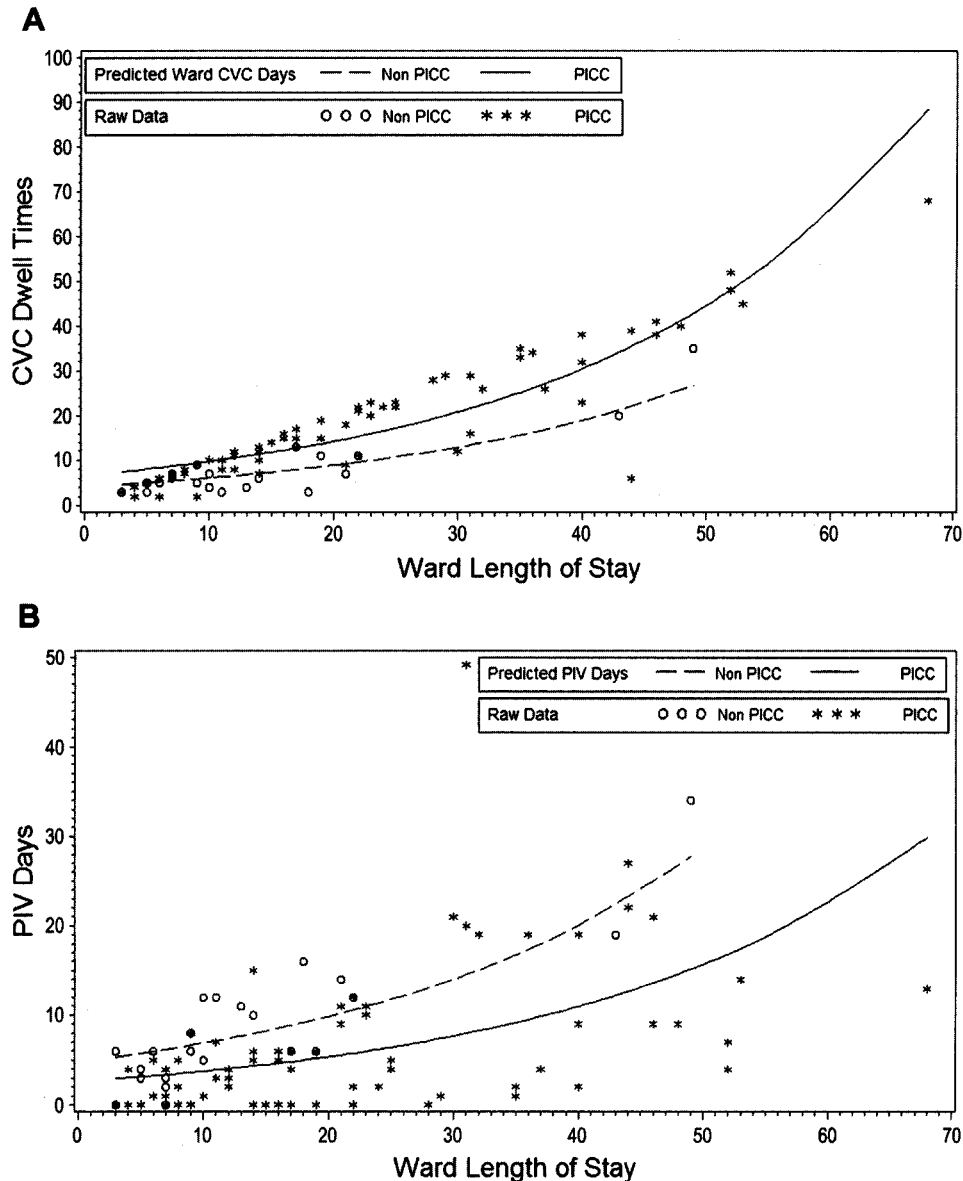 A
Predicted Ward CVC Days Non PICC PICC
Raw Data Non PICC PICC
100
90
80
70
60
50
40
30
20
10
0
CVC Dwell Times
0 10 20 30 40 50 60 70
Ward Length of Stay
B
Predicted PIV Days Non PICC PICC
Raw Data Non PICC PICC
50
40
30
20
10
0
PIV Days
0 10 20 30 40 50 60 70
Ward Length of Stay